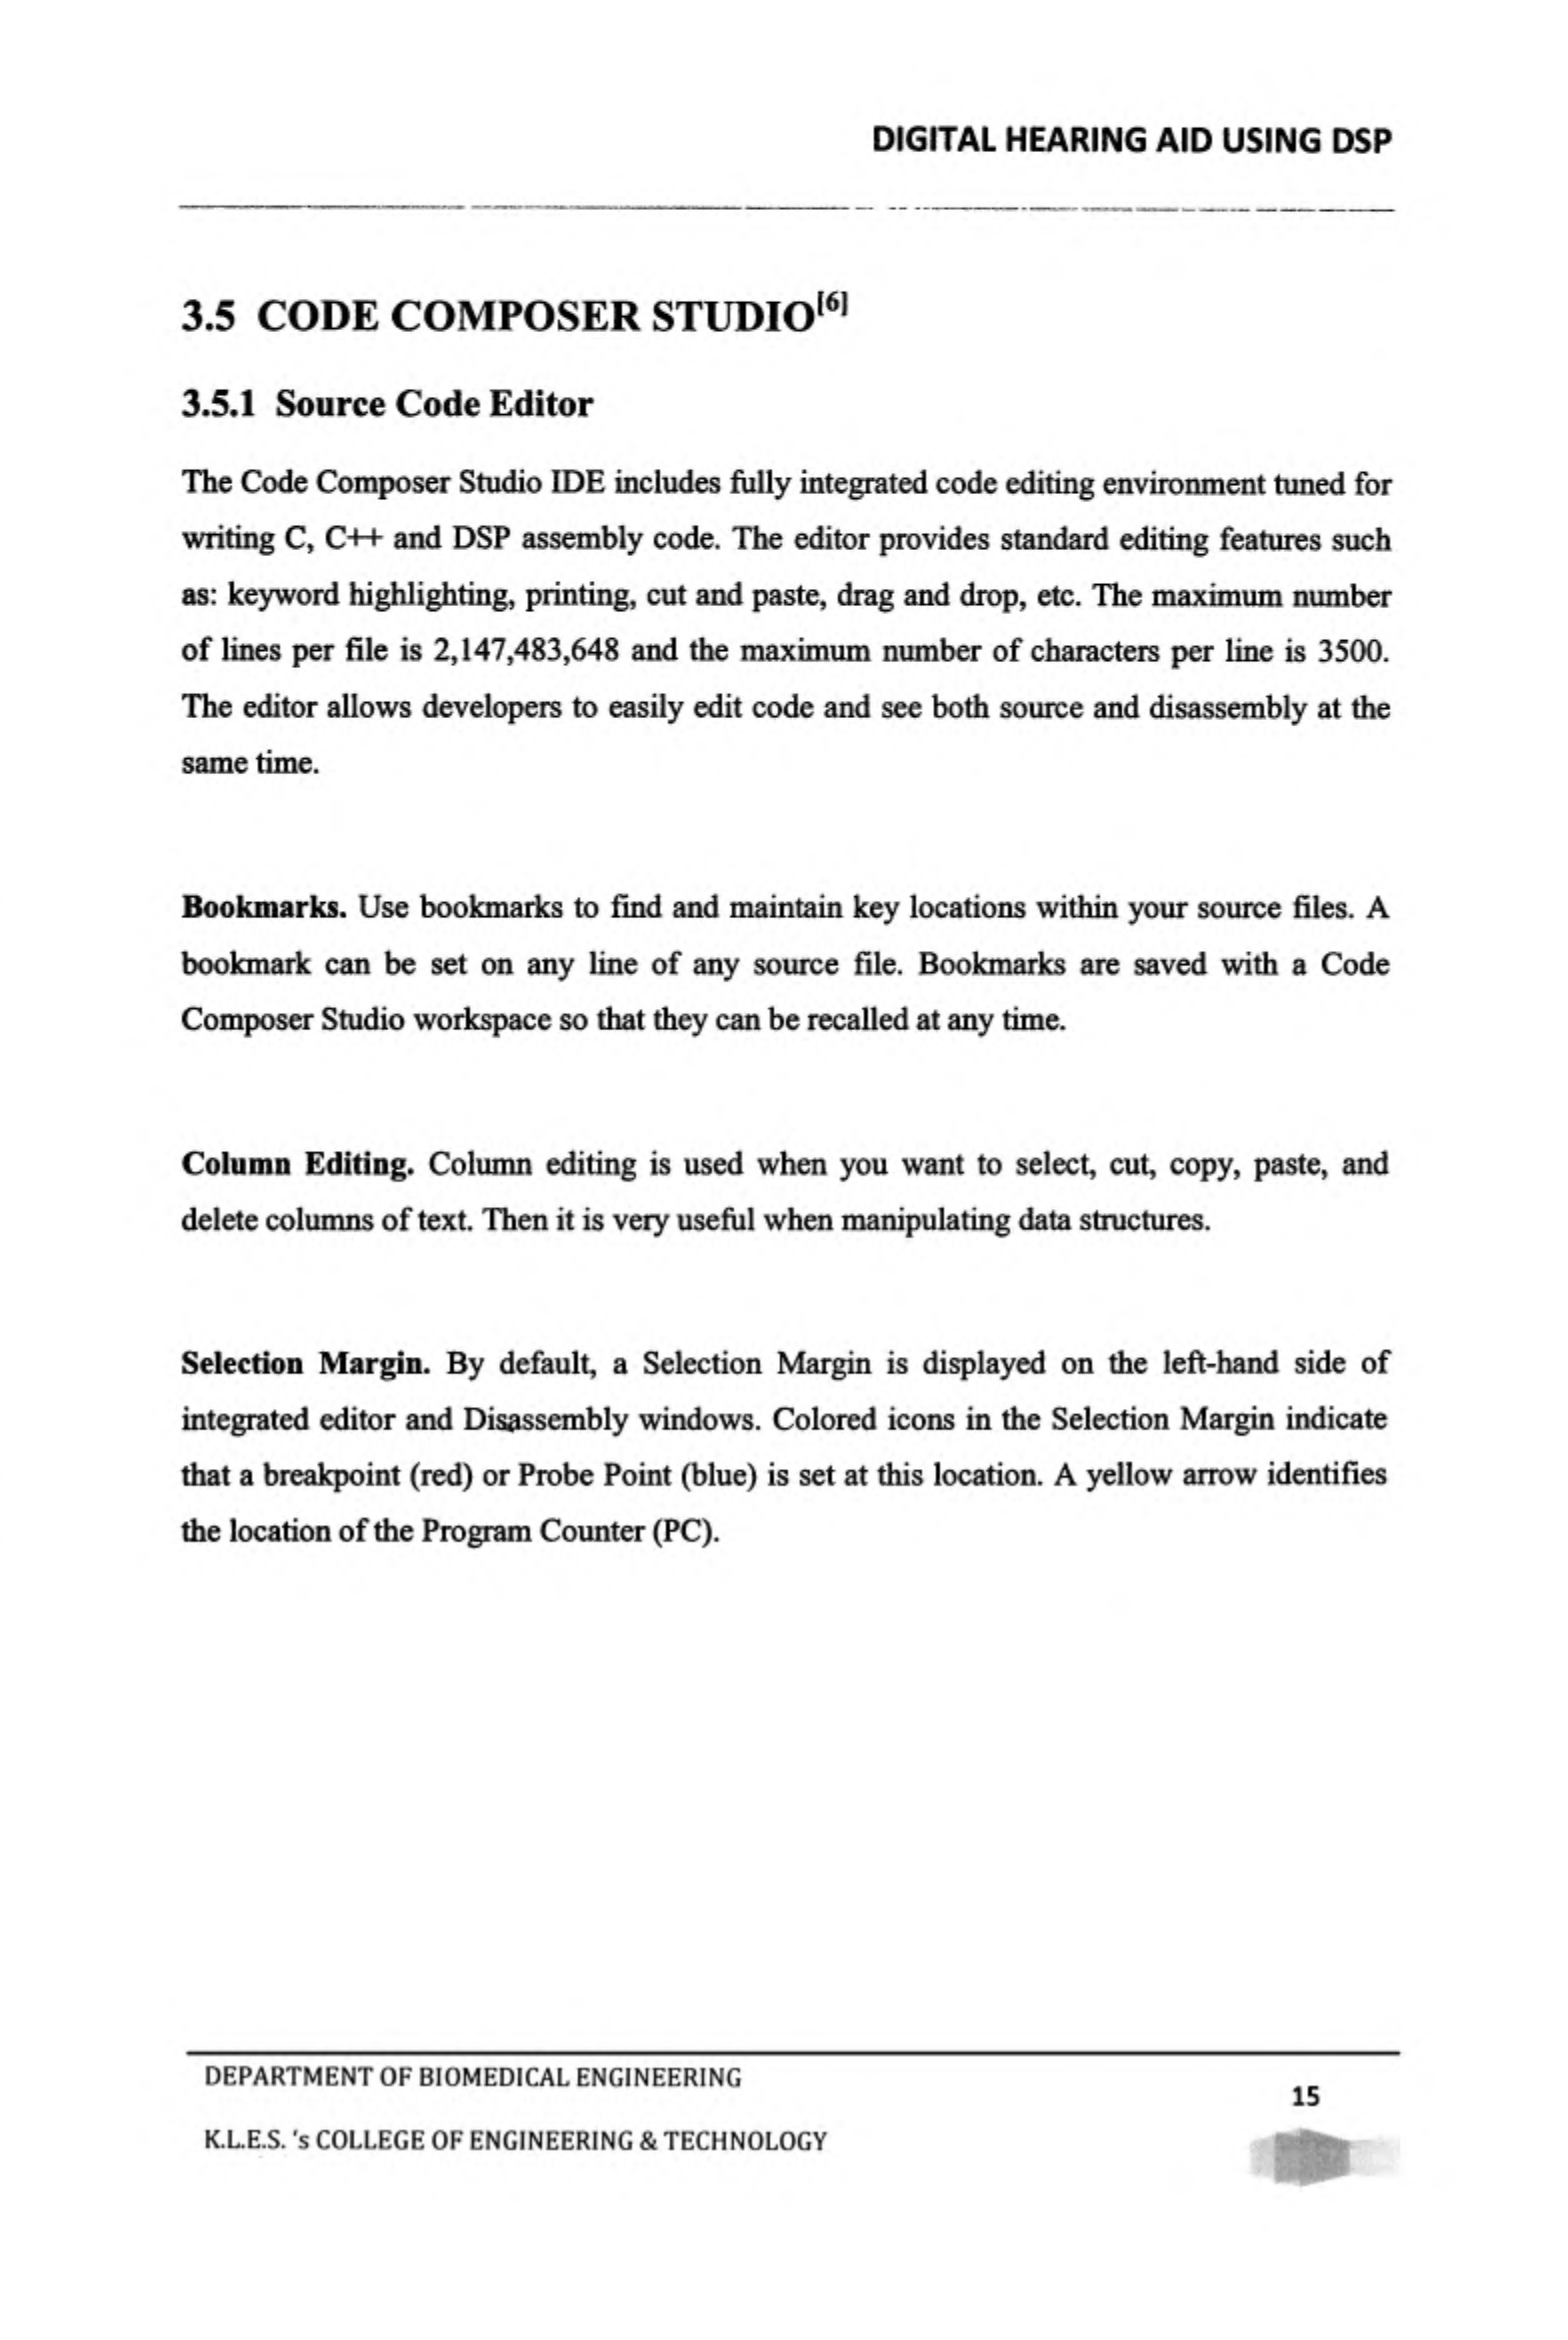 DIGITAL HEARING AID USING DSP
3.5 CODE COMPOSER STUDIO[6]
3.5.1 Source Code Editor
The Code Composer Studio IDE includes fully integrated code editing environment tuned for
writing C, C++ and DSP assembly code. The editor provides standard editing features such
as: keyword highlighting, printing, cut and paste, drag and drop, etc. The maximum number
of lines per file is 2,147,483,648 and the maximum number of characters per line is 3500.
The editor allows developers to easily edit code and see both source and disassembly at the
same time.
Bookmarks. Use bookmarks to find and maintain key locations within your source files. A
bookmark can be set on any line of any source file. Bookmarks are saved with a Code
Composer Studio workspace so that they can be recalled at any time.
Column Editing. Column editing is used when you want to select, cut, copy, paste, and
delete columns of text. Then it is very useful when manipulating data structures.
Selection Margin. By default, a Selection Margin is displayed on the left-hand side of
integrated editor and Disassembly windows. Colored icons in the Selection Margin indicate
that a breakpoint (red) or Probe Point (blue) is set at this location. A yellow arrow identifies
the location of the Program Counter (PC).
DEPARTMENT OF BIOMEDICAL ENGINEERING
15
K.L.E.S. 's COLLEGE OF ENGINEERING & TECHNOLOGY